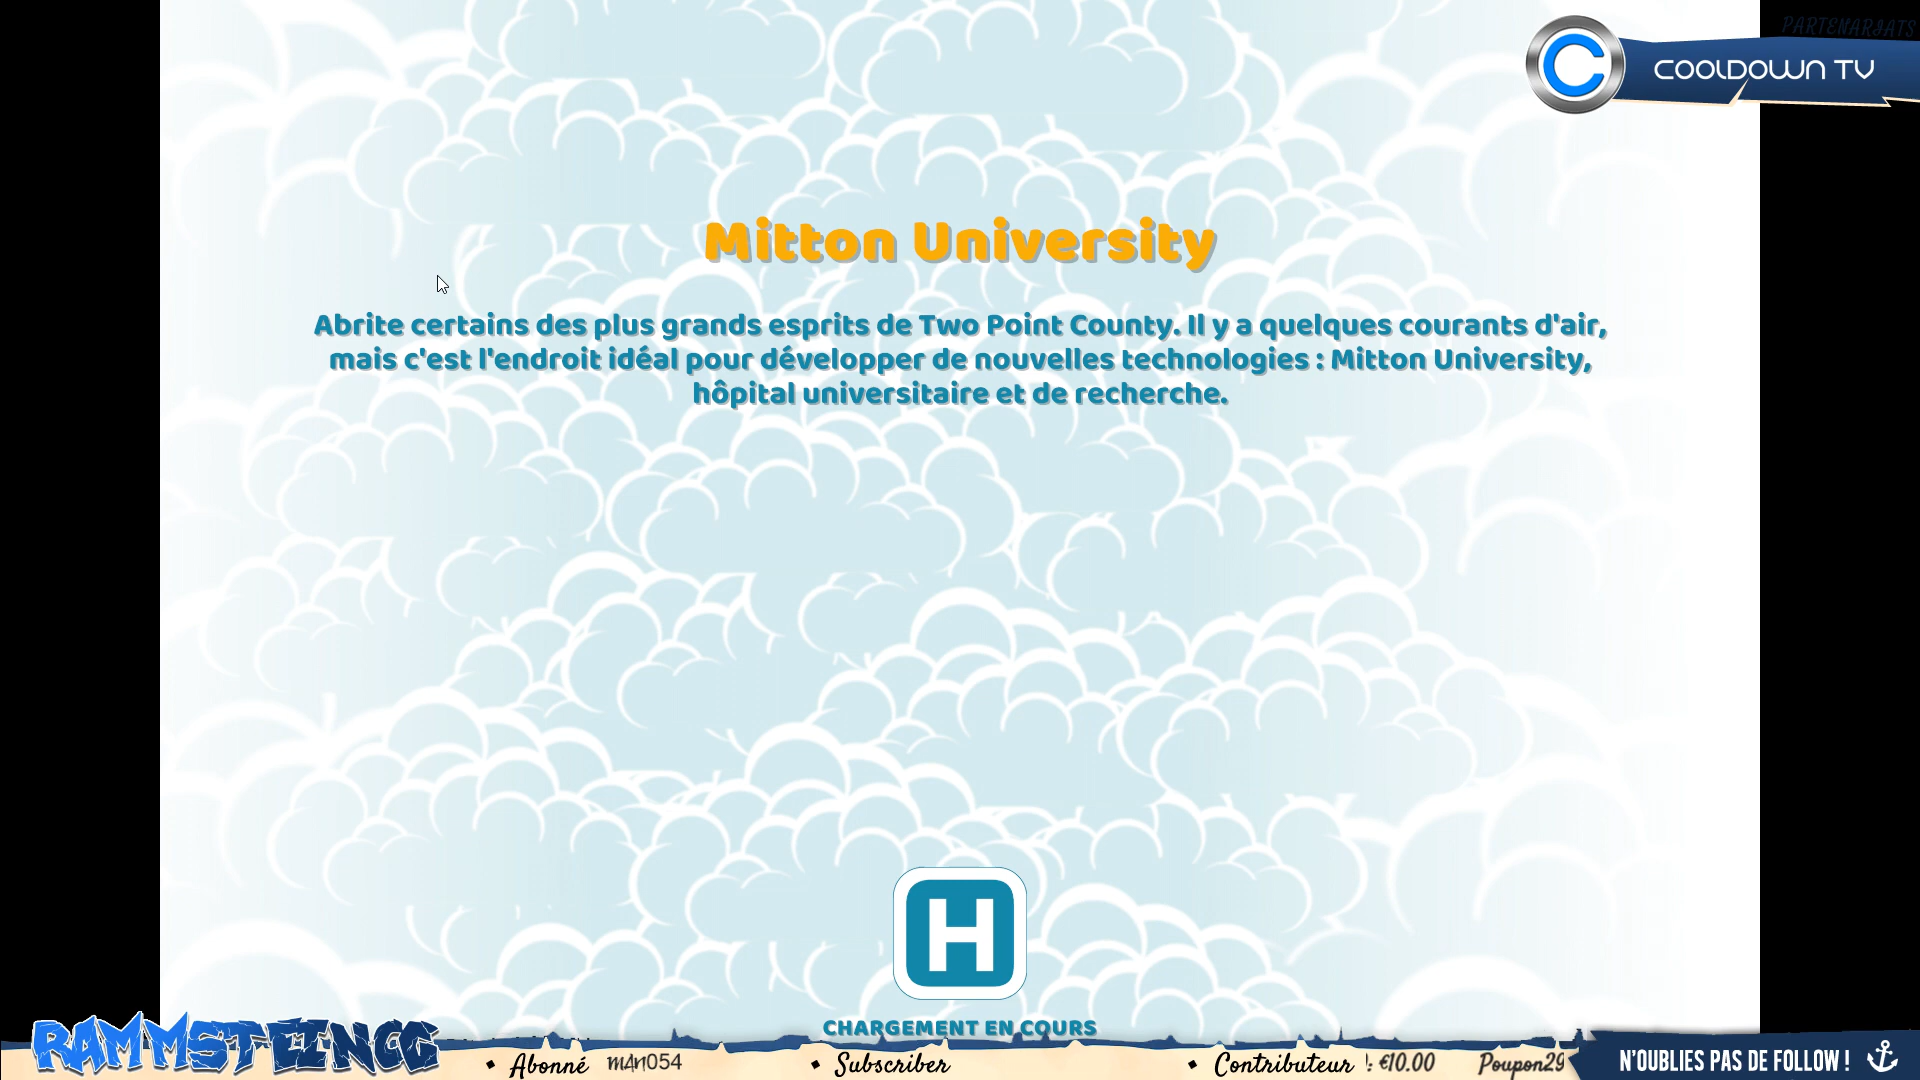 PARTENARIATS
COOLDOWN TV
Mitton University
Abrite certains des plus grands esprits de Two Point County. Il y a quelques courants d'air,
mais c'est l'endroit idéal pour développer de nouvelles technologies : Mitton University,
hôpital universitaire et de recherche.
H
CHARGEMENT EN COURS
RAMMSTEINCG
• Abonné mAn054 • Subscriber • Contributeur : €10.00 Poupon29
N'OUBLIES PAS DE FOLLOW !